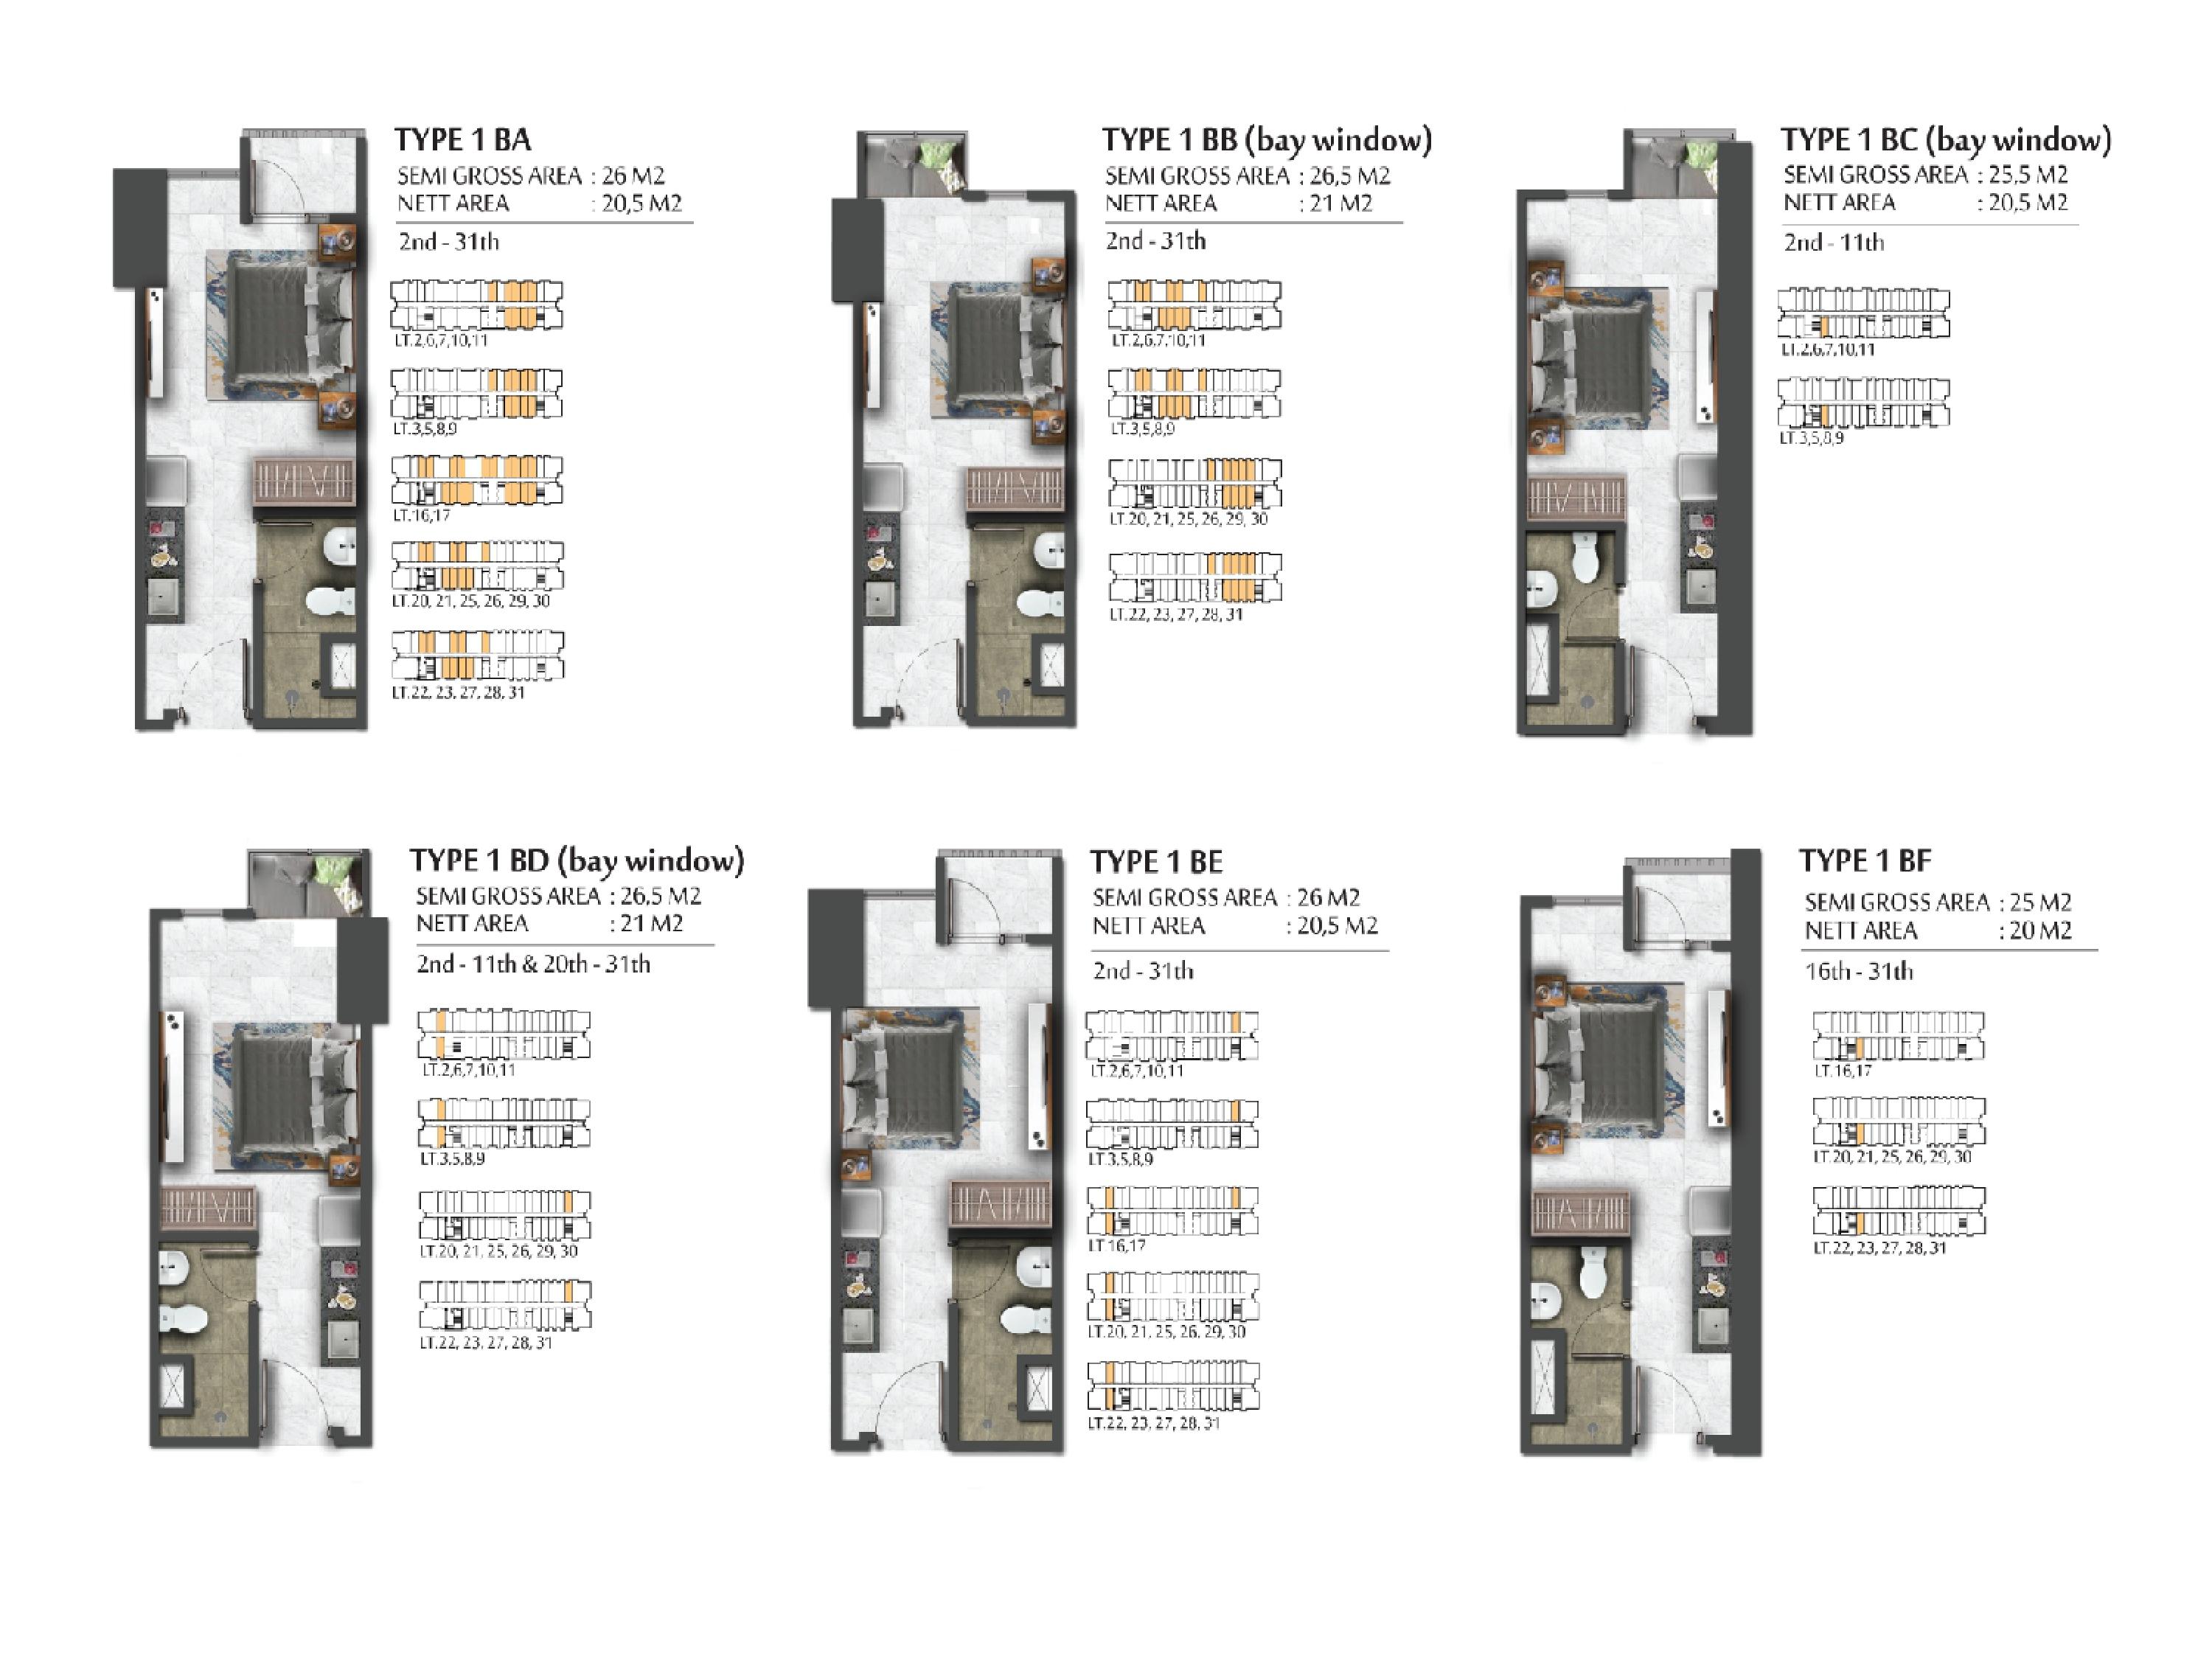 TYPE 1 BA
SEMI GROSS AREA : 26 M2
NETT AREA : 20,5 M2
2nd - 31th
LT.2,6,7,10,11
LT.3,5,8,9
LT.16,17
LT.20, 21, 25, 26, 29, 30
LT.22, 23, 27, 28, 31
TYPE 1 BB (bay window)
SEMI GROSS AREA : 26,5 M2
NETT AREA : 21 M2
2nd - 31th
LT.2,6,7,10,11
LT.3,5,8,9
LT.20, 21, 25, 26, 29, 30
LT.22, 23, 27, 28, 31
TYPE 1 BC (bay window)
SEMI GROSS AREA : 25,5 M2
NETT AREA : 20,5 M2
2nd - 11th
LT.2,6,7,10,11
LT.3,5,8,9
TYPE 1 BD (bay window)
SEMI GROSS AREA : 26,5 M2
NETT AREA : 21 M2
2nd - 11th & 20th - 31th
LT.2,6,7,10,11
LT.3,5,8,9
LT.20, 21, 25, 26, 29, 30
LT.22, 23, 27, 28, 31
TYPE 1 BE
SEMI GROSS AREA : 26 M2
NETT AREA : 20,5 M2
2nd - 31th
LT.2,6,7,10,11
LT.3,5,8,9
LT 16,17
LT.20, 21, 25, 26, 29, 30
LT.22, 23, 27, 28, 31
TYPE 1 BF
SEMI GROSS AREA : 25 M2
NETT AREA : 20 M2
16th - 31th
LT.16,17
LT.20, 21, 25, 26, 29, 30
LT.22, 23, 27, 28, 31